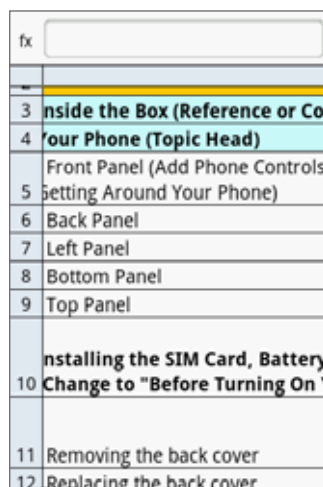 fx
3 nside the Box (Reference or Co
4 Your Phone (Topic Head)
Front Panel (Add Phone Controls
5 Getting Around Your Phone)
6 Back Panel
7 Left Panel
8 Bottom Panel
9 Top Panel
nstalling the SIM Card, Battery
10 Change to "Before Turning On
11 Removing the back cover
12 Replacing the back cover